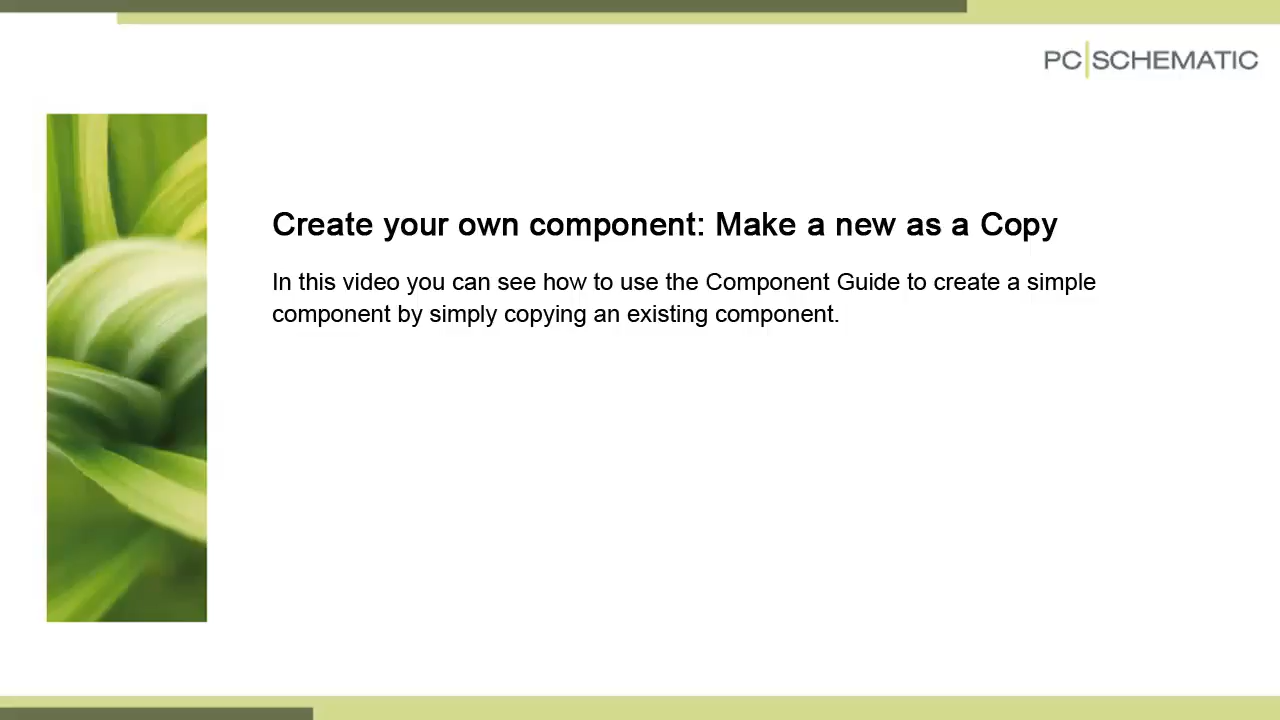 PC|SCHEMATIC
Create your own component: Make a new as a Copy
In this video you can see how to use the Component Guide to create a simple
component by simply copying an existing component.